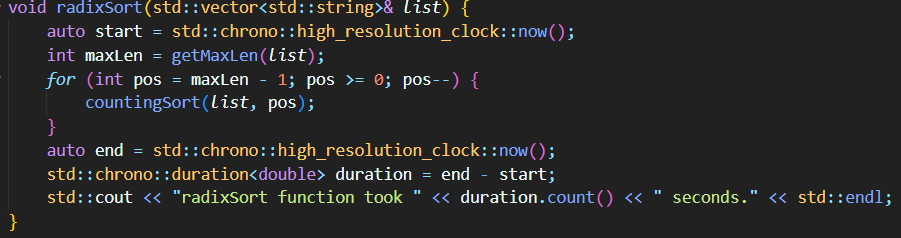 void radixSort(std::vector<std::string>& list) {
    auto start = std::chrono::high_resolution_clock::now();
    int maxLen = getMaxLen(list);
    for (int pos = maxLen - 1; pos >= 0; pos--) {
        countingSort(list, pos);
    }
    auto end = std::chrono::high_resolution_clock::now();
    std::chrono::duration<double> duration = end - start;
    std::cout << "radixSort function took " << duration.count() << " seconds." << std::endl;
}